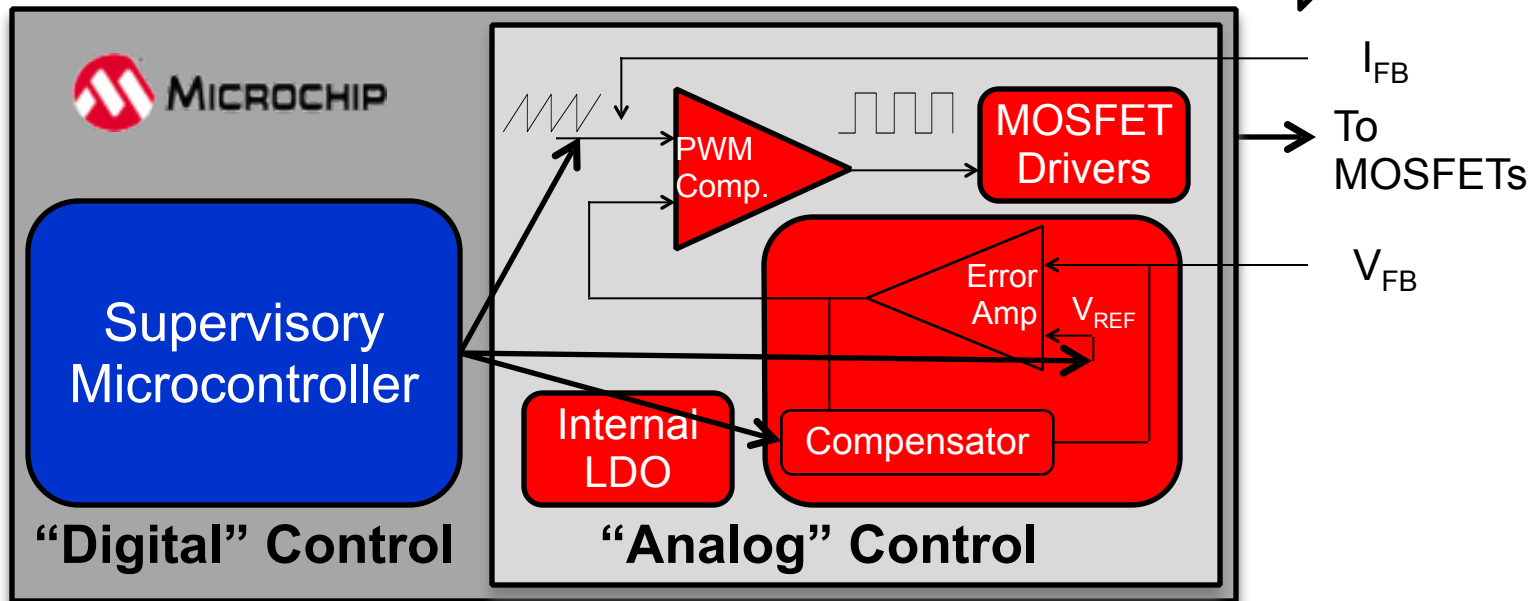 MICROCHIP
I_FB
To
MOSFETs
V_FB
PWM
Comp.
MOSFET
Drivers
Error
Amp
V_REF
Supervisory
Microcontroller
Internal
LDO
Compensator
“Digital” Control
“Analog” Control